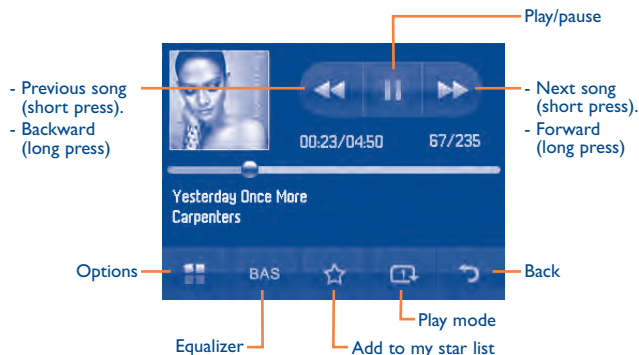 Play/pause
- Previous song
(short press).
- Backward
(long press)
- Next song
(short press).
- Forward
(long press)
00:23/04:50 67/235
Yesterday Once More
Carpenters
Options
BAS
1
Back
Play mode
Equalizer
Add to my star list